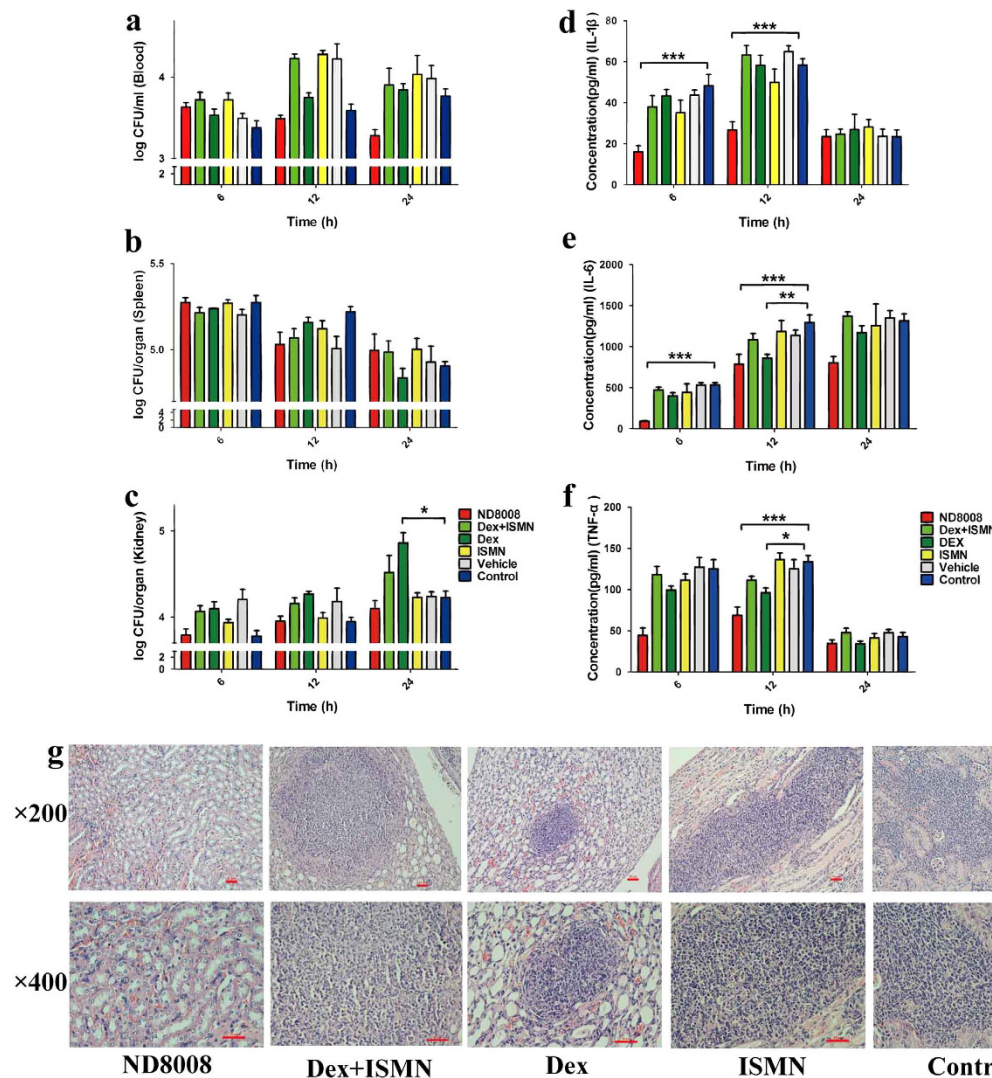 a
log CFU/ml (Blood)
4
3
2
6
12
24
Time (h)
b
log CFU/organ (Spleen)
5.5
5.0
4
2
0
6
12
24
Time (h)
c
log CFU/organ (Kidney)
5
4
2
0
*
6
12
24
Time (h)
ND8008
Dex+ISMN
Dex
ISMN
Vehicle
Control
d
Concentration(pg/ml) (IL-1β)
80
60
40
20
0
***
***
6
12
24
Time (h)
e
Concentration(pg/ml) (IL-6)
2000
1500
1000
500
0
***
***
**
6
12
24
Time (h)
f
Concentration(pg/ml) (TNF-α)
200
150
100
50
0
***
*
6
12
24
Time (h)
ND8008
Dex+ISMN
DEX
ISMN
Vehicle
Control
g
×200
×400
ND8008 Dex+ISMN Dex ISMN Contr